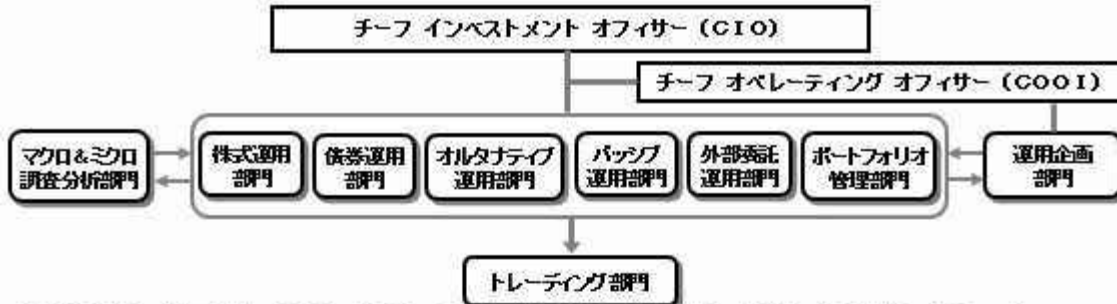 チーフ インベストメント オフィサー (CIO)
チーフ オペレーティング オフィサー (COOI)
マクロ&ミクロ
調査分析部門
株式運用
部門
債券運用
部門
オルタナティブ
運用部門
パッシブ
運用部門
外部委託
運用部門
ポートフォリオ
管理部門
運用企画
部門
トレーディング部門